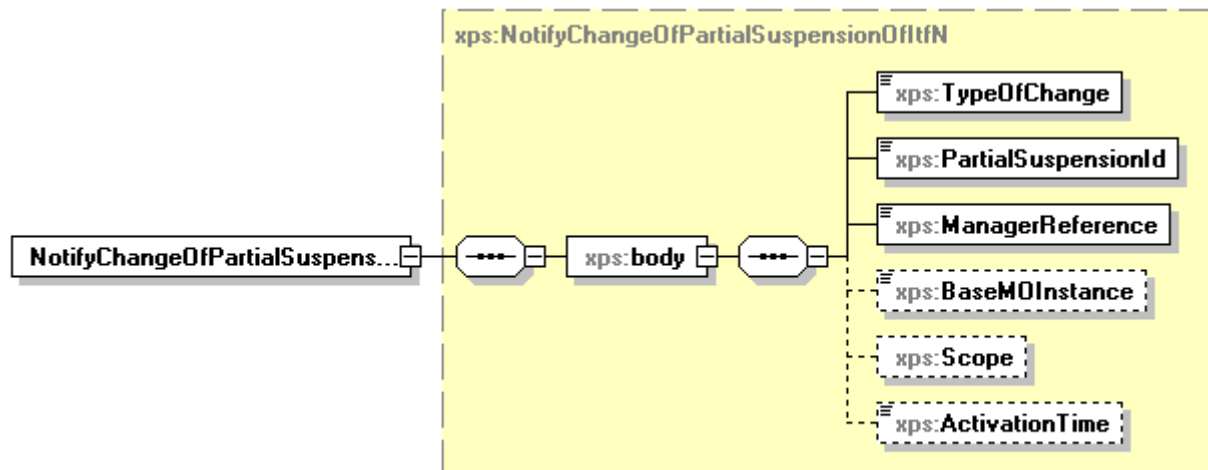 xps:NotifyChangeOfPartialSuspensionOfItfN
xps:TypeOfChange
xps:PartialSuspensionId
xps:ManagerReference
NotifyChangeOfPartialSuspens...
xps:body
xps:BaseMOInstance
xps:Scope
xps:ActivationTime